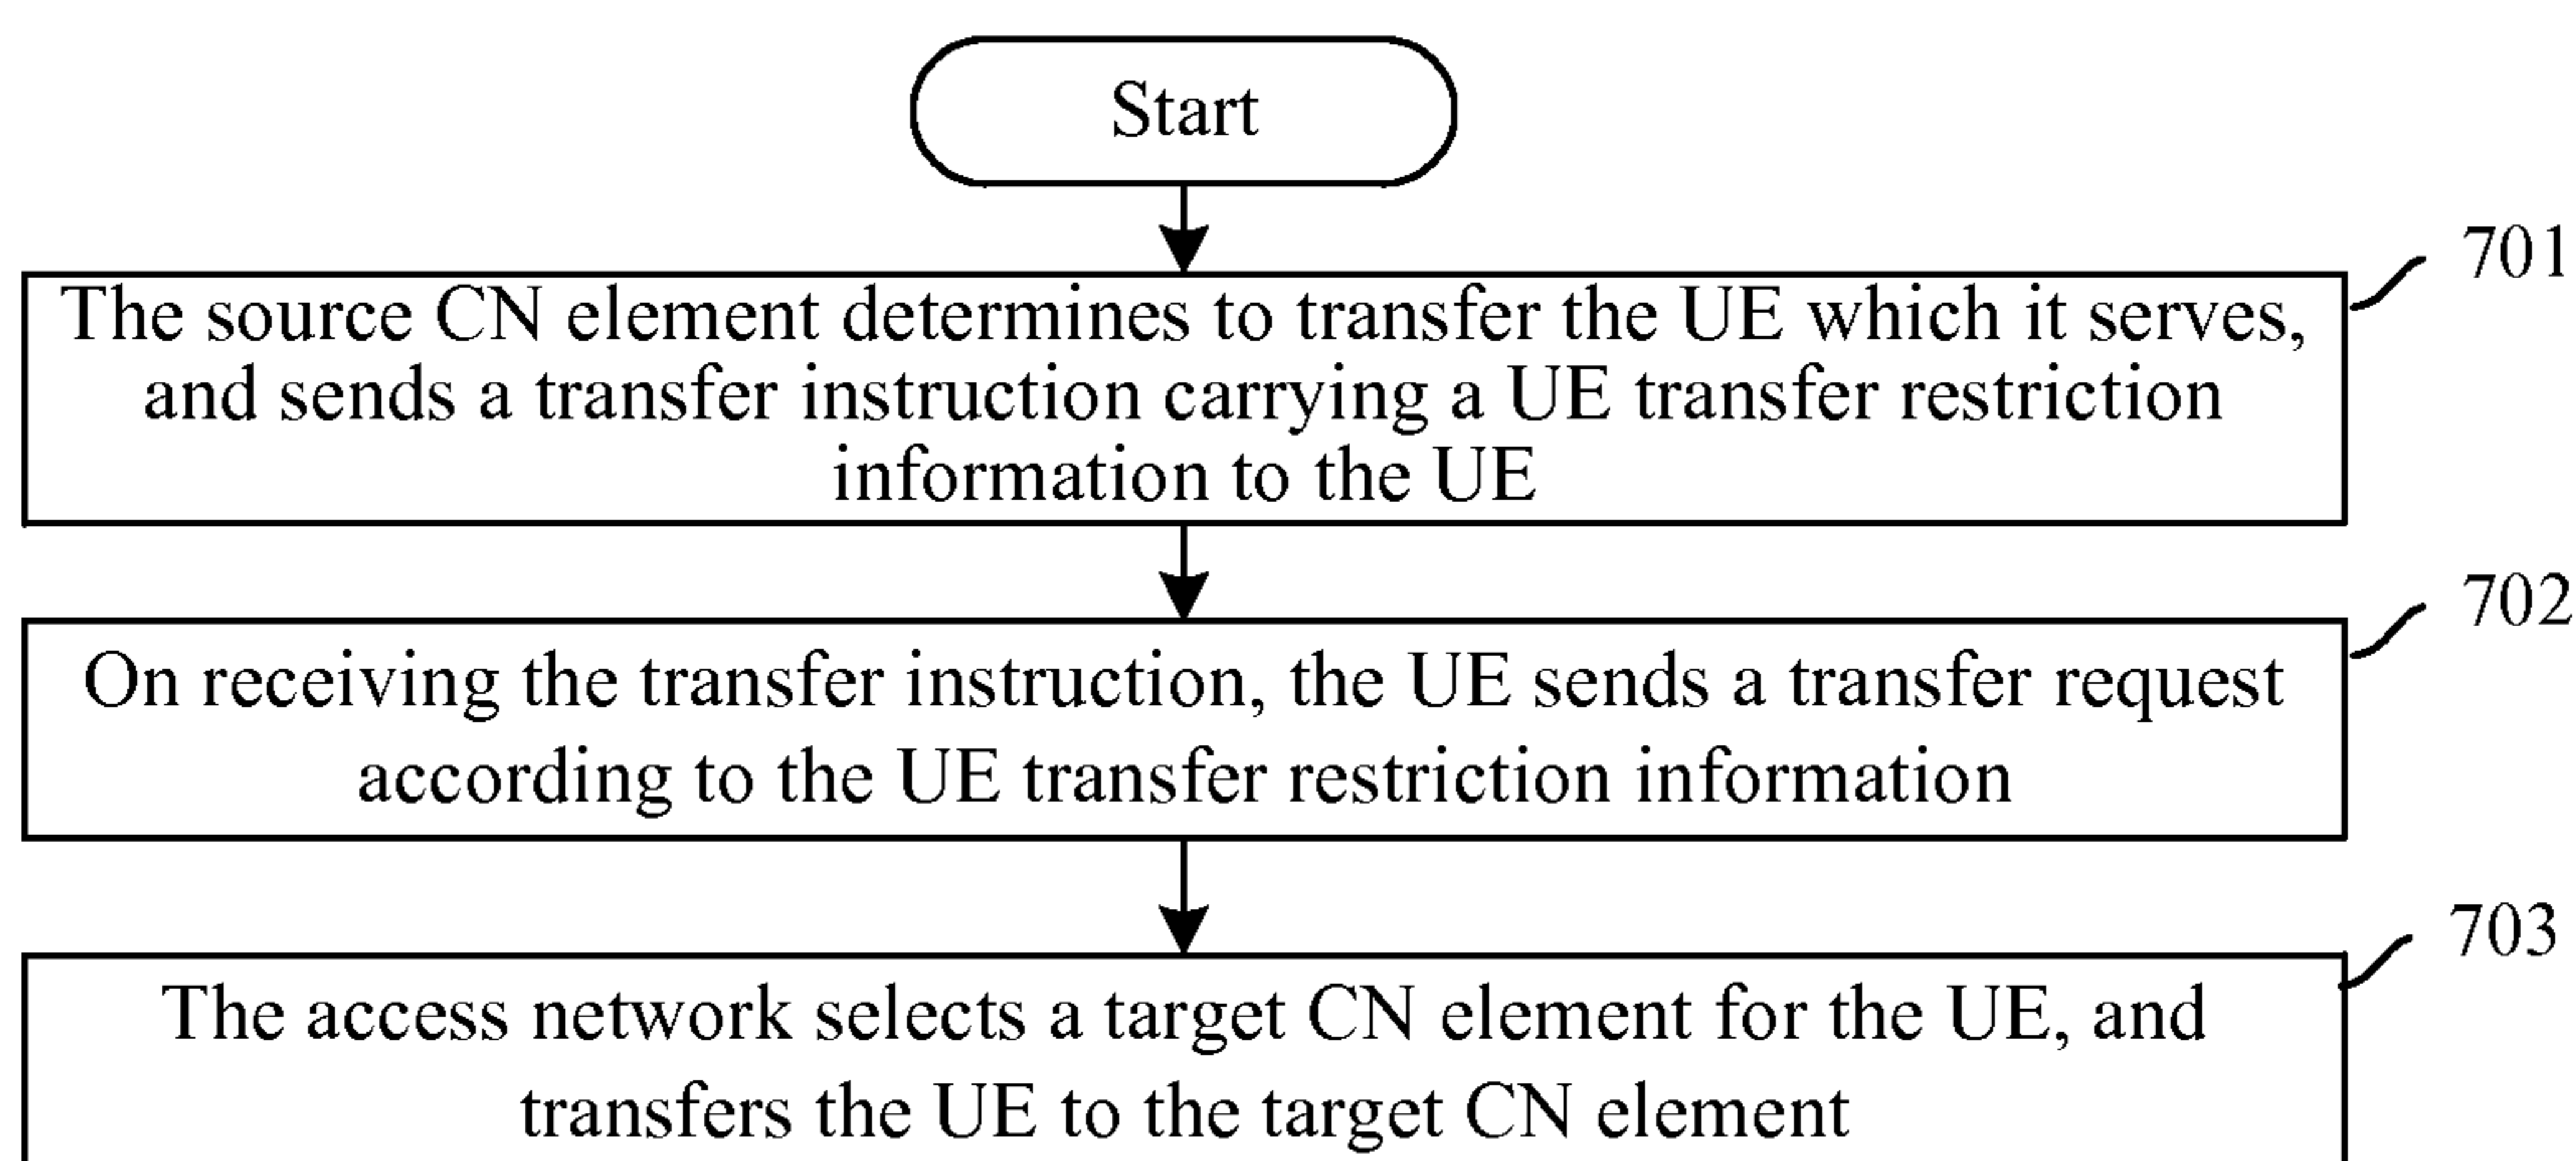 Start
701
The source CN element determines to transfer the UE which it serves,
and sends a transfer instruction carrying a UE transfer restriction
information to the UE
702
On receiving the transfer instruction, the UE sends a transfer request
according to the UE transfer restriction information
703
The access network selects a target CN element for the UE, and
transfers the UE to the target CN element